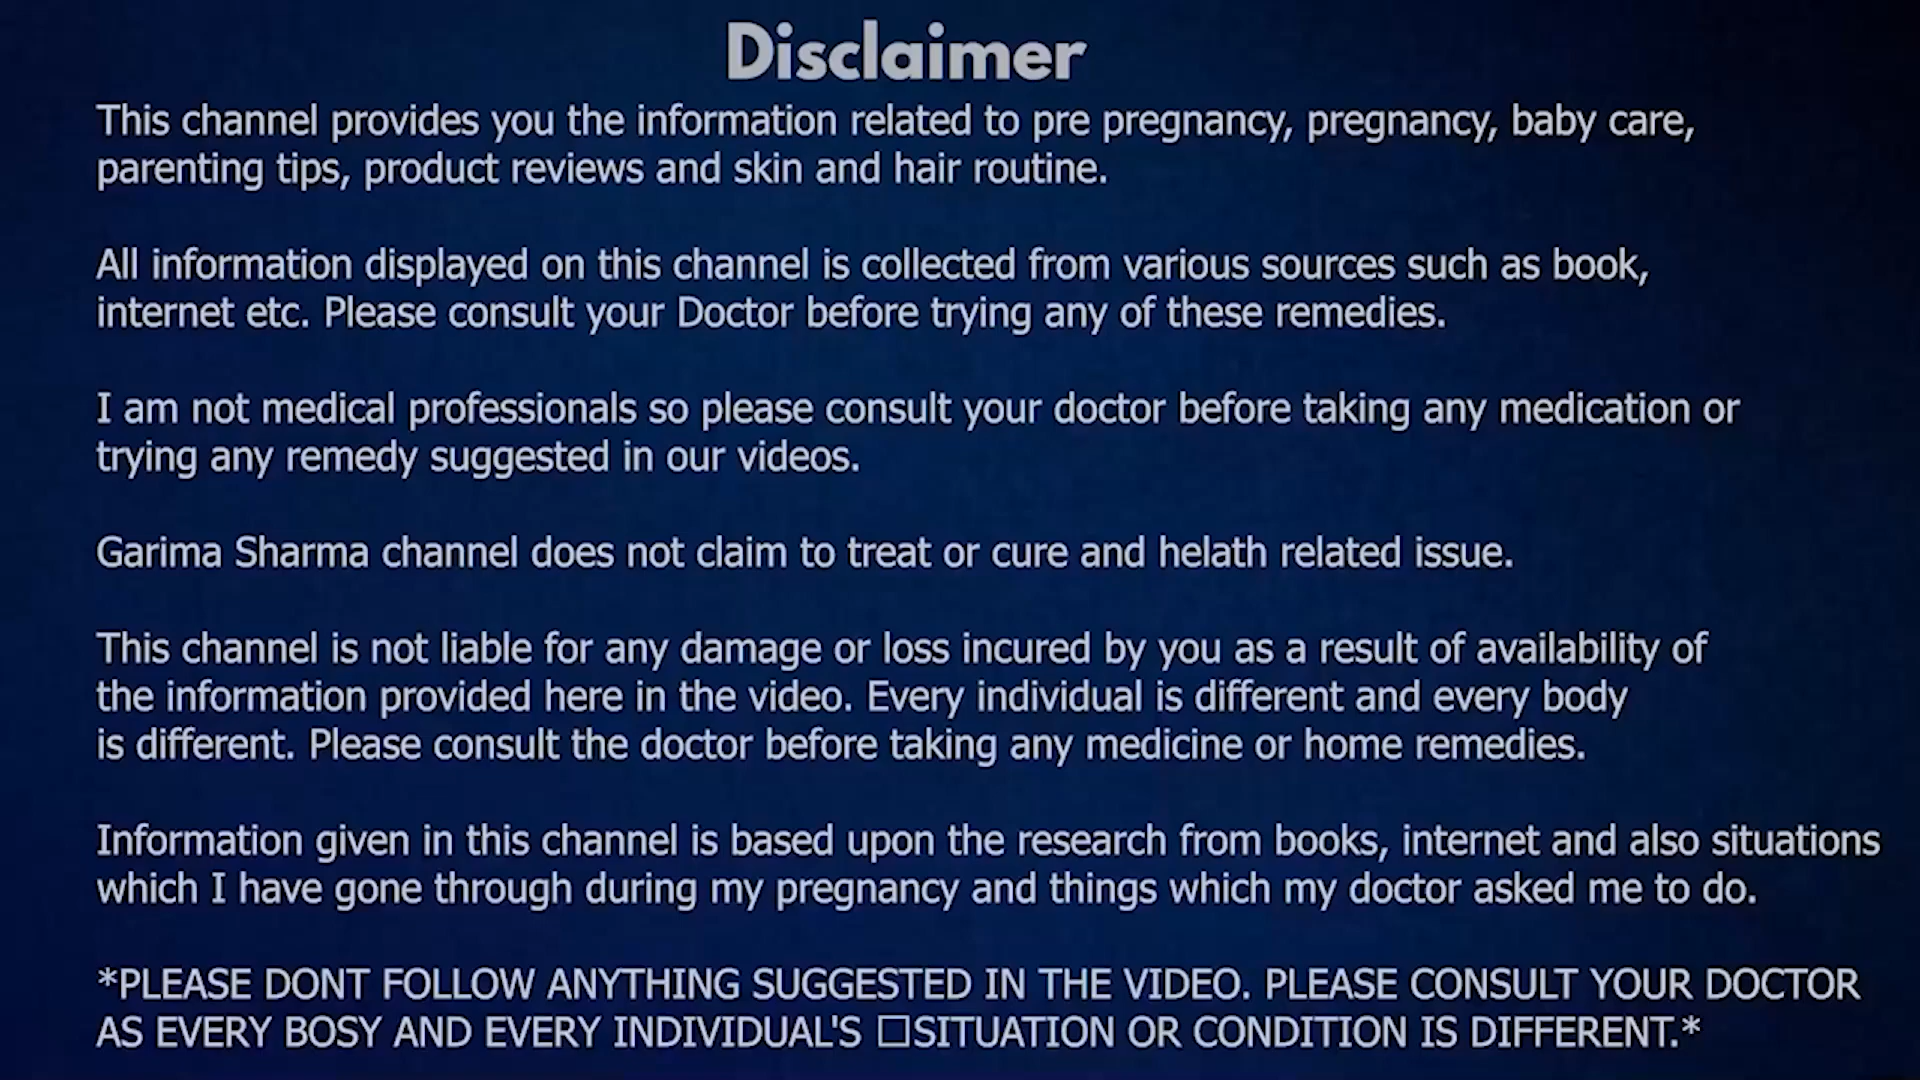 Disclaimer
This channel provides you the information related to pre pregnancy, pregnancy, baby care,
parenting tips, product reviews and skin and hair routine.
All information displayed on this channel is collected from various sources such as book,
internet etc. Please consult your Doctor before trying any of these remedies.
I am not medical professionals so please consult your doctor before taking any medication or
trying any remedy suggested in our videos.
Garima Sharma channel does not claim to treat or cure and helath related issue.
This channel is not liable for any damage or loss incured by you as a result of availability of
the information provided here in the video. Every individual is different and every body
is different. Please consult the doctor before taking any medicine or home remedies.
Information given in this channel is based upon the research from books, internet and also situations
which I have gone through during my pregnancy and things which my doctor asked me to do.
*PLEASE DONT FOLLOW ANYTHING SUGGESTED IN THE VIDEO. PLEASE CONSULT YOUR DOCTOR
AS EVERY BOSY AND EVERY INDIVIDUAL'S □SITUATION OR CONDITION IS DIFFERENT.*